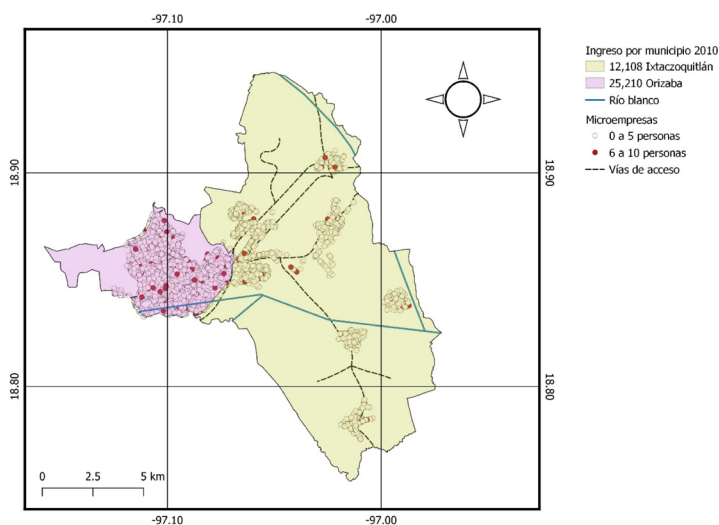 -97.10 -97.00
18.90 18.90
18.80 18.80
0 2.5 5 km
-97.10 -97.00
Ingreso por municipio 2010
12,108 Ixtaczoquitlán
25,210 Orizaba
Río blanco
Microempresas
0 a 5 personas
6 a 10 personas
Vías de acceso